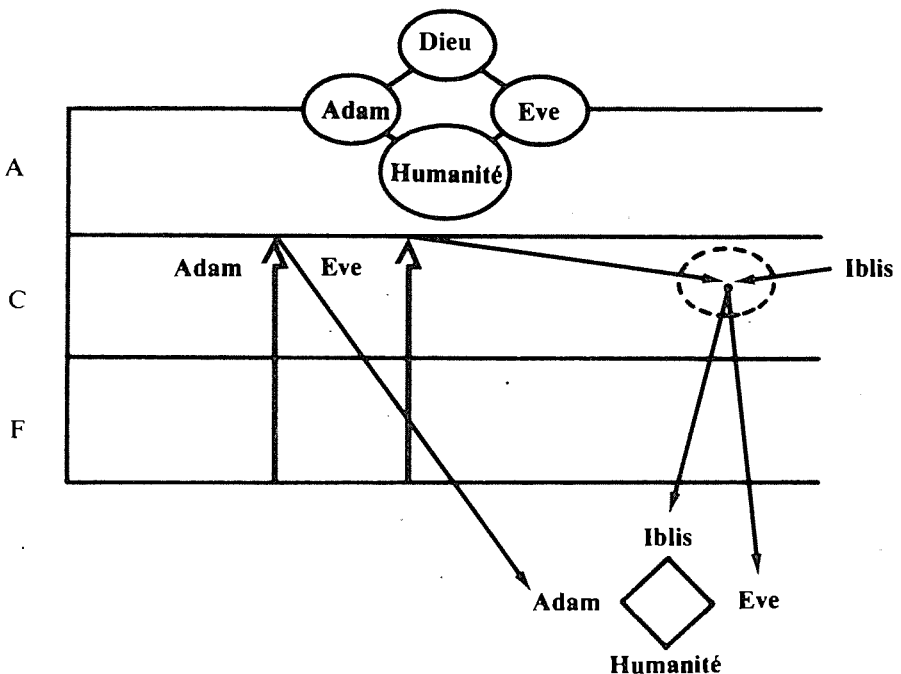 Dieu
Adam
Eve
Humanité
A
Adam
Eve
Iblis
C
F
Iblis
Adam
Eve
Humanité